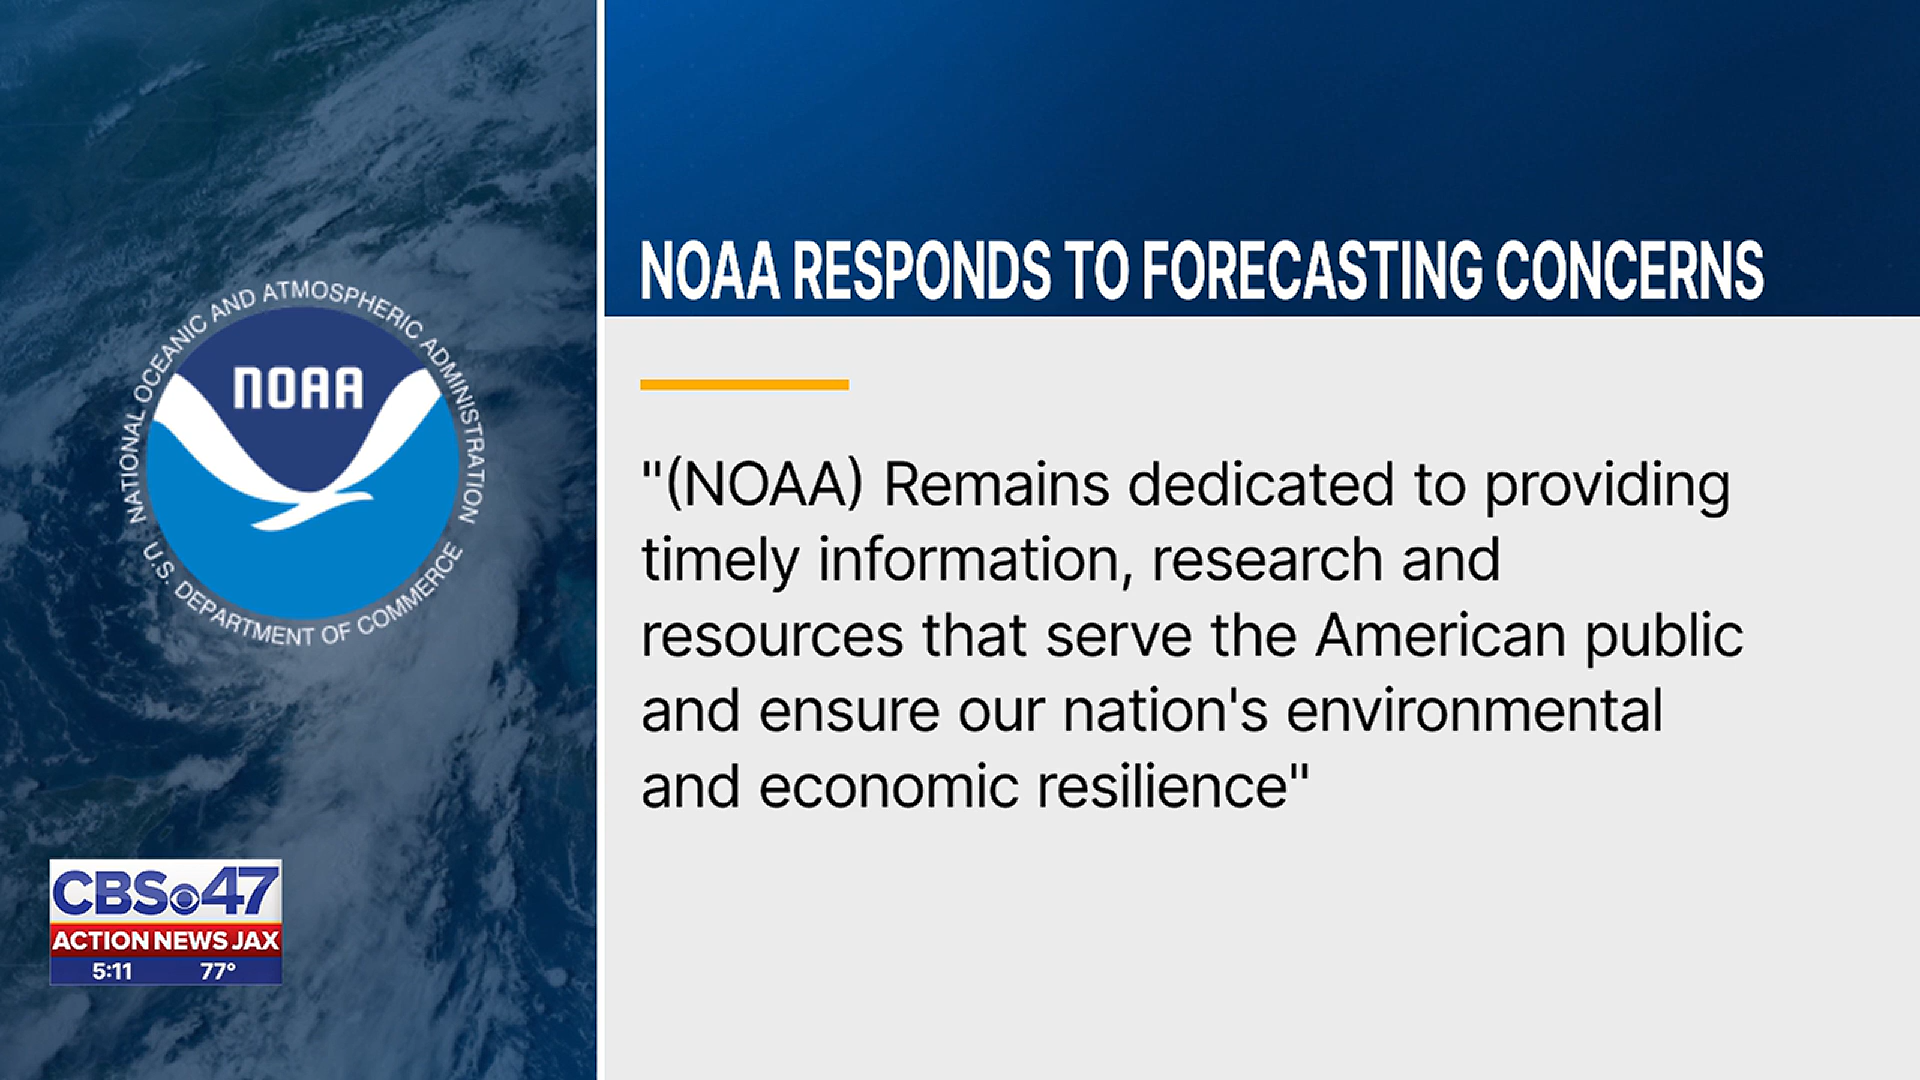 NATIONAL OCEANIC AND ATMOSPHERIC ADMINISTRATION
NOAA
U.S. DEPARTMENT OF COMMERCE
NOAA RESPONDS TO FORECASTING CONCERNS
"(NOAA) Remains dedicated to providing
timely information, research and
resources that serve the American public
and ensure our nation's environmental
and economic resilience"
CBS 47
ACTION NEWS JAX
5:11 77°